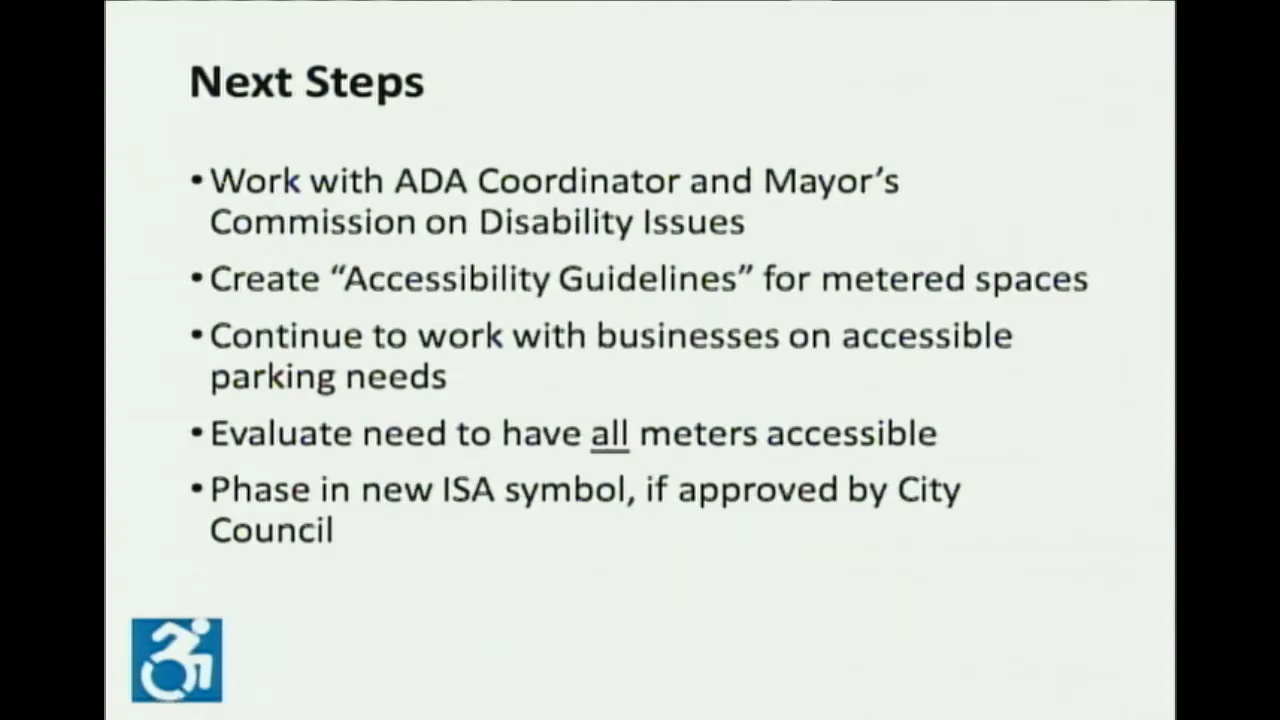 Next Steps
•Work with ADA Coordinator and Mayor’s
Commission on Disability Issues
•Create “Accessibility Guidelines” for metered spaces
•Continue to work with businesses on accessible
parking needs
•Evaluate need to have all meters accessible
•Phase in new ISA symbol, if approved by City
Council